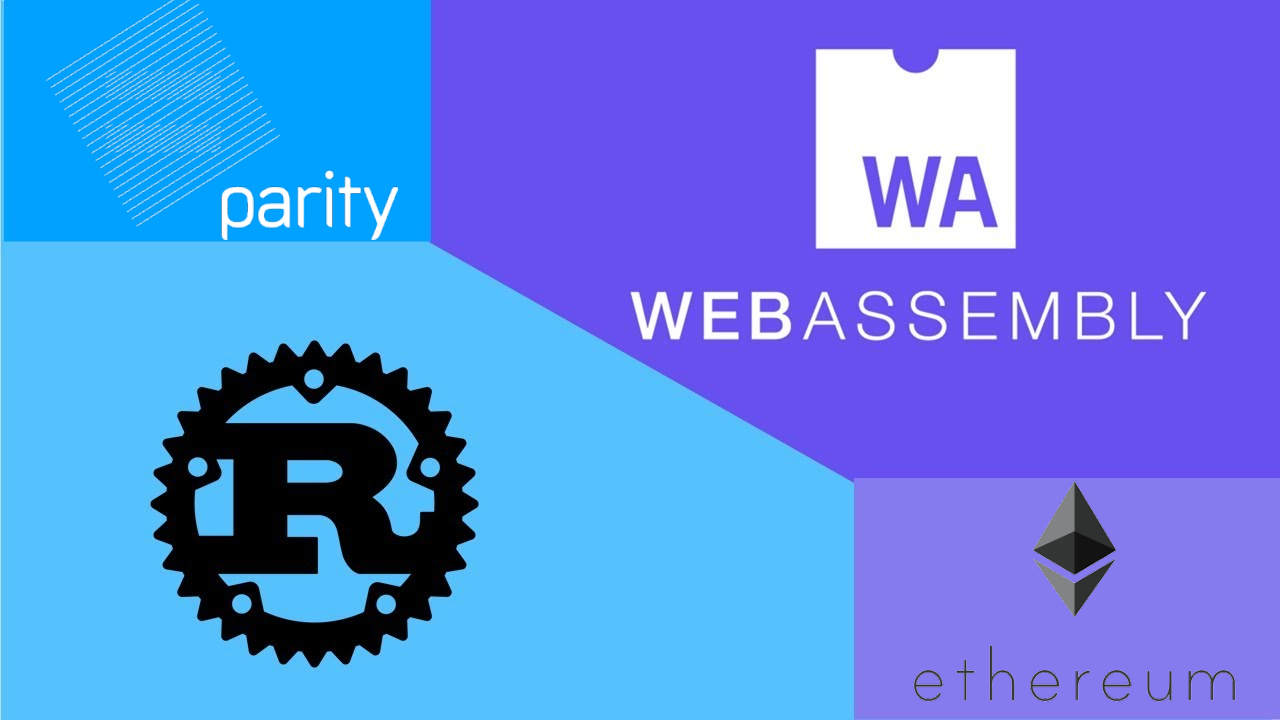 parity
WA
WEBASSEMBLY
R
ethereum